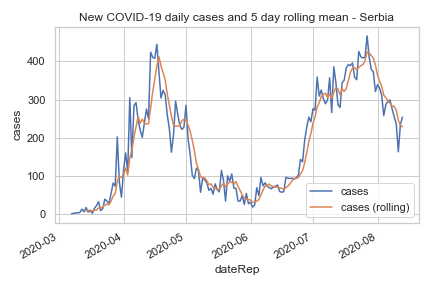 New COVID-19 daily cases and 5 day rolling mean - Serbia
cases
400
300
200
100
0
2020-03
2020-04
2020-05
2020-06
2020-07
2020-08
dateRep
cases
cases (rolling)